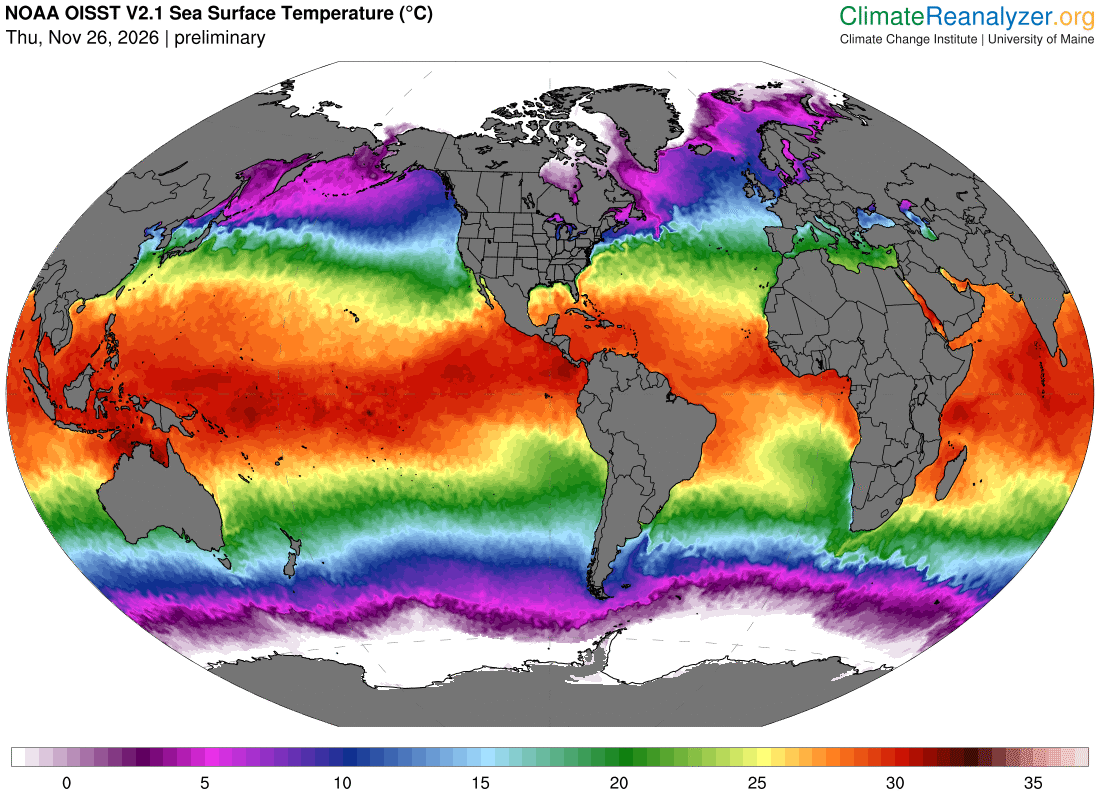 NOAA OISST V2.1 Sea Surface Temperature (°C)
Thu, Nov 26, 2026 | preliminary
ClimateReanalyzer.org
Climate Change Institute | University of Maine
0 5 10 15 20 25 30 35